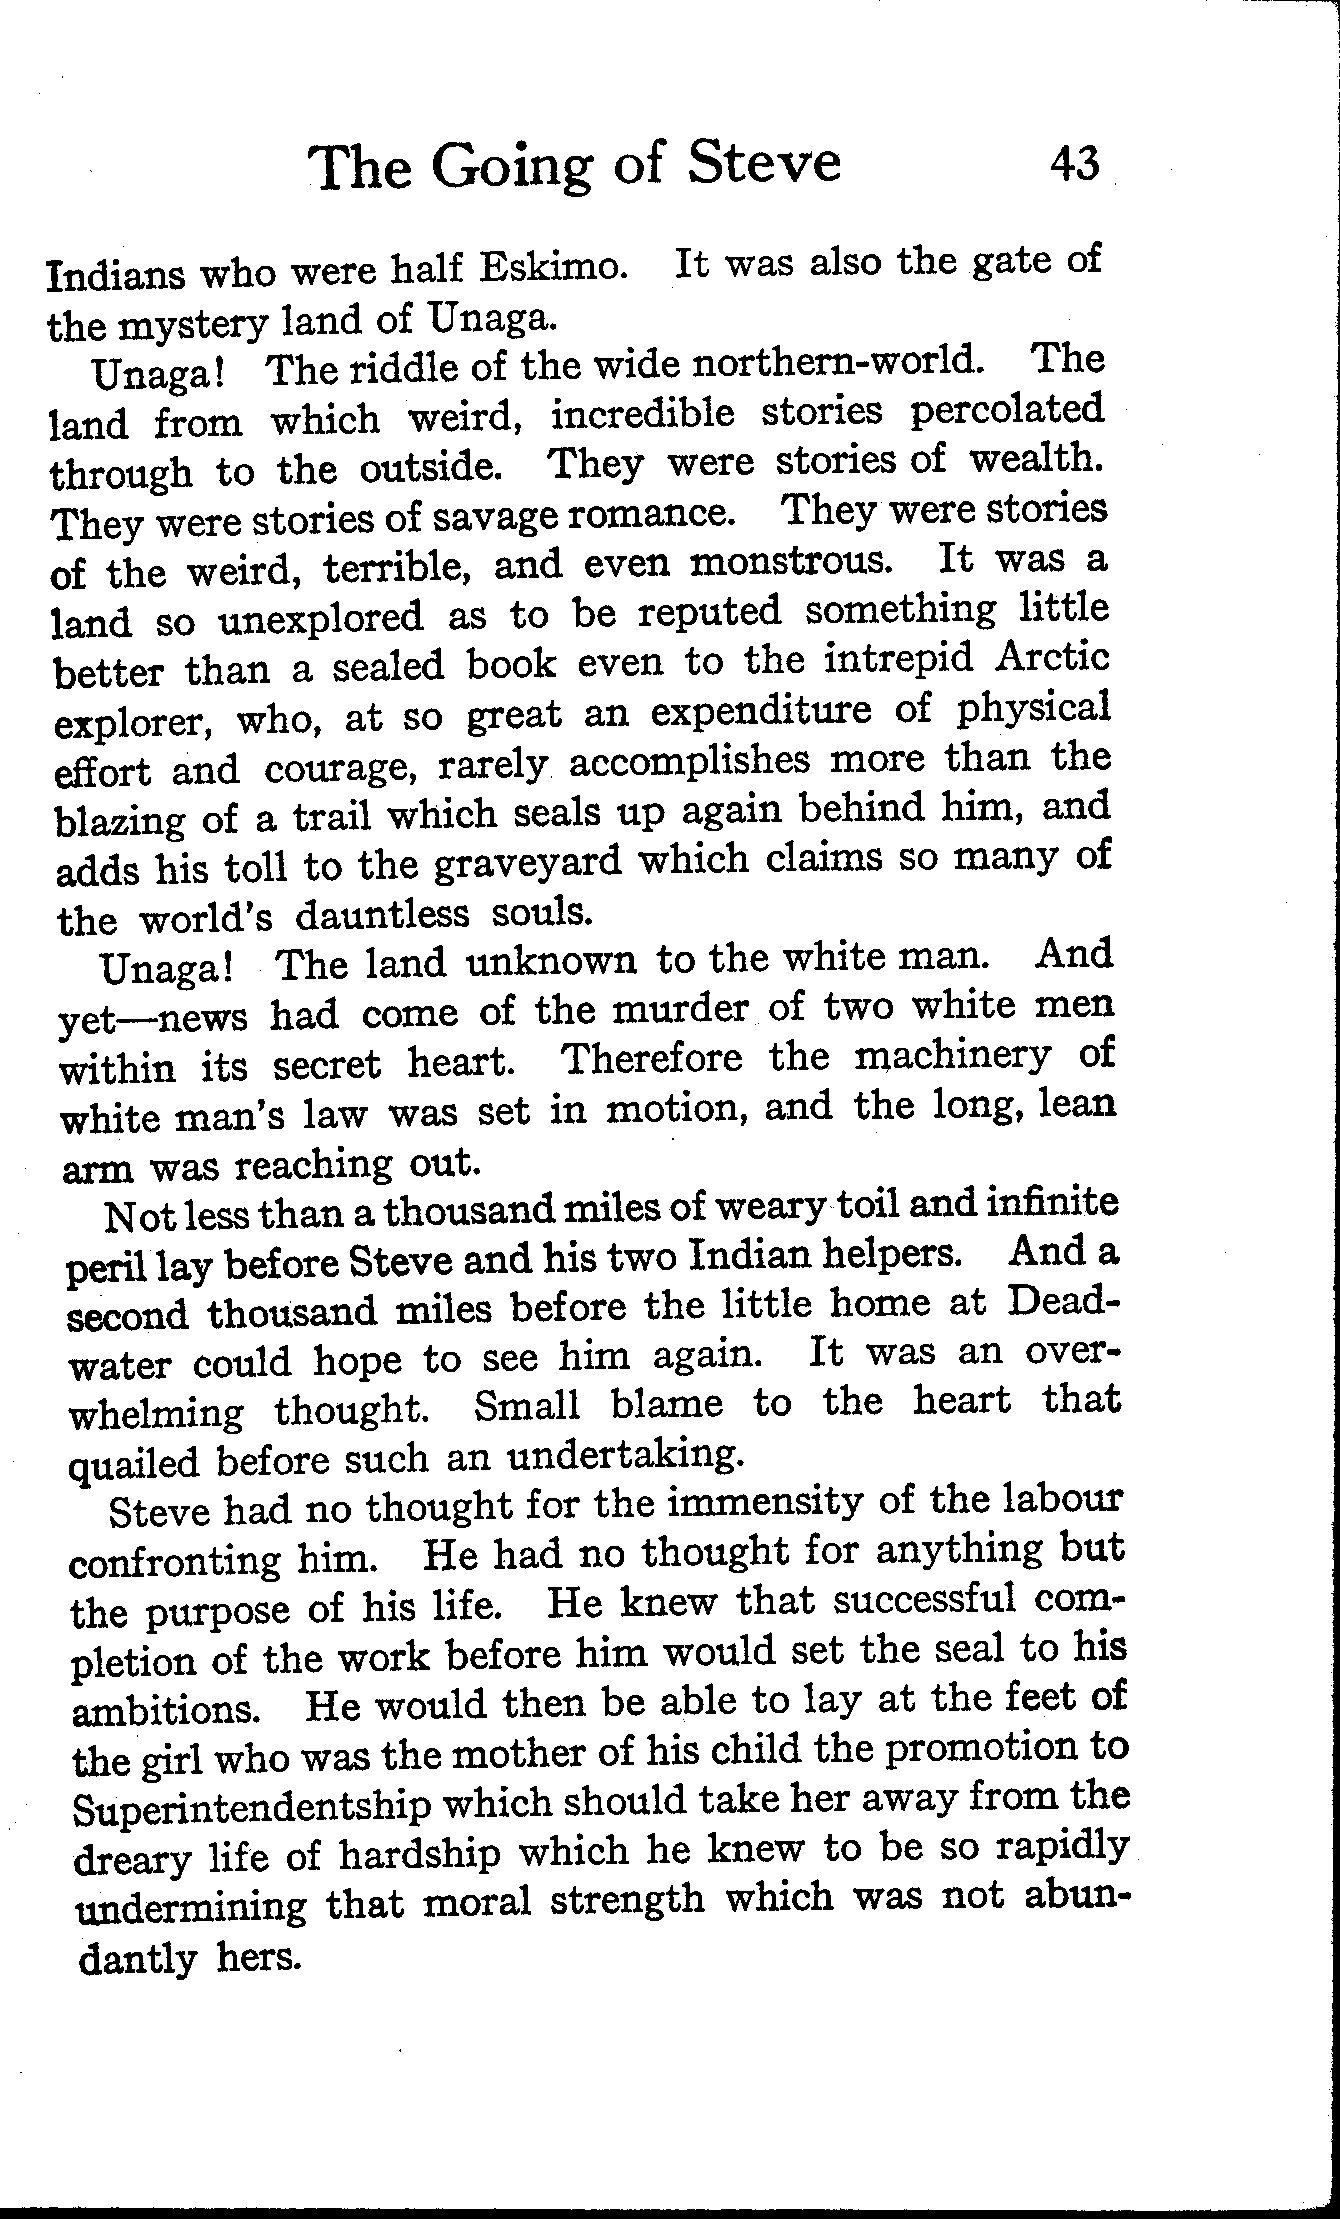 The Going of Steve 43
Indians who were half Eskimo. It was also the gate of
the mystery land of Unaga.
Unaga! The riddle of the wide northern-world. The
land from which weird, incredible stories percolated
through to the outside. They were stories of wealth.
They were stories of savage romance. They were stories
of the weird, terrible, and even monstrous. It was a
land so unexplored as to be reputed something little
better than a sealed book even to the intrepid Arctic
explorer, who, at so great an expenditure of physical
effort and courage, rarely accomplishes more than the
blazing of a trail which seals up again behind him, and
adds his toll to the graveyard which claims so many of
the world's dauntless souls.
Unaga! The land unknown to the white man. And
yet—news had come of the murder of two white men
within its secret heart. Therefore the machinery of
white man's law was set in motion, and the long, lean
arm was reaching out.
Not less than a thousand miles of weary toil and infinite
peril lay before Steve and his two Indian helpers. And a
second thousand miles before the little home at Dead-
water could hope to see him again. It was an over-
whelming thought. Small blame to the heart that
quailed before such an undertaking.
Steve had no thought for the immensity of the labour
confronting him. He had no thought for anything but
the purpose of his life. He knew that successful com-
pletion of the work before him would set the seal to his
ambitions. He would then be able to lay at the feet of
the girl who was the mother of his child the promotion to
Superintendentship which should take her away from the
dreary life of hardship which he knew to be so rapidly
undermining that moral strength which was not abun-
dantly hers.